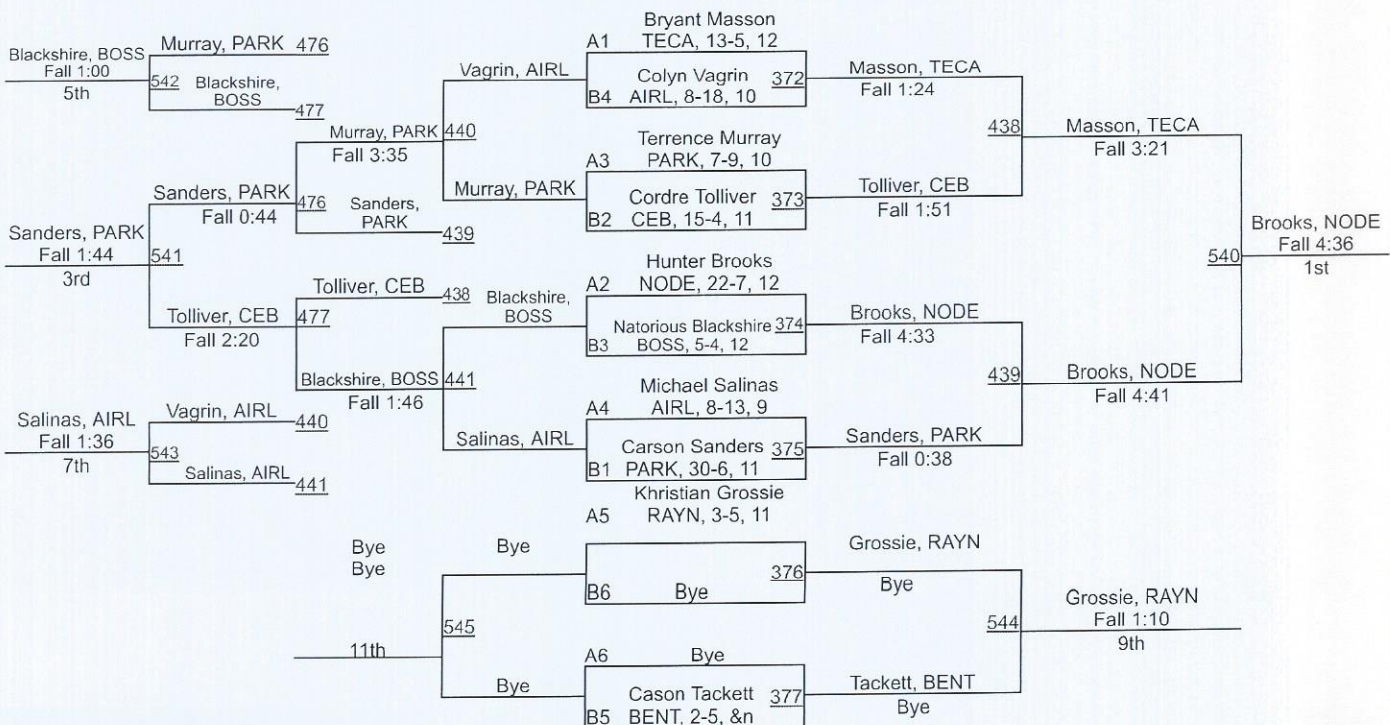 Blackshire, BOSS
Fall 1:00
5th
Murray, PARK 476
542 Blackshire,
BOSS
477
Murray, PARK 440
Fall 3:35
Sanders, PARK 476
Fall 0:44
Sanders,
PARK
439
Sanders, PARK
Fall 1:44
3rd
541
Tolliver, CEB
Fall 2:20
477
Tolliver, CEB 438
Blackshire, BOSS 441
Fall 1:46
Salinas, AIRL
Fall 1:36
7th
Vagrin, AIRL 440
543
Salinas, AIRL 441
Vagrin, AIRL
Murray, PARK
Blackshire,
BOSS
Salinas, AIRL
Bryant Masson
A1 TECA, 13-5, 12
Colyn Vagrin 372
B4 AIRL, 8-18, 10
Terrence Murray
A3 PARK, 7-9, 10
Cordre Tolliver 373
B2 CEB, 15-4, 11
Hunter Brooks
A2 NODE, 22-7, 12
Natorious Blackshire 374
B3 BOSS, 5-4, 12
Michael Salinas
A4 AIRL, 8-13, 9
Carson Sanders 375
B1 PARK, 30-6, 11
Khristian Grossie
A5 RAYN, 3-5, 11
376
B6 Bye
A6 Bye
Cason Tackett 377
B5 BENT, 2-5, &n
Masson, TECA
Fall 1:24
Tolliver, CEB
Fall 1:51
438
Masson, TECA
Fall 3:21
Brooks, NODE
Fall 4:33
Sanders, PARK
Fall 0:38
439
Brooks, NODE
Fall 4:41
540
Brooks, NODE
Fall 4:36
1st
Bye
Bye
Bye
545
11th
Bye
Grossie, RAYN
Bye
Tackett, BENT
Bye
544
Grossie, RAYN
Fall 1:10
9th